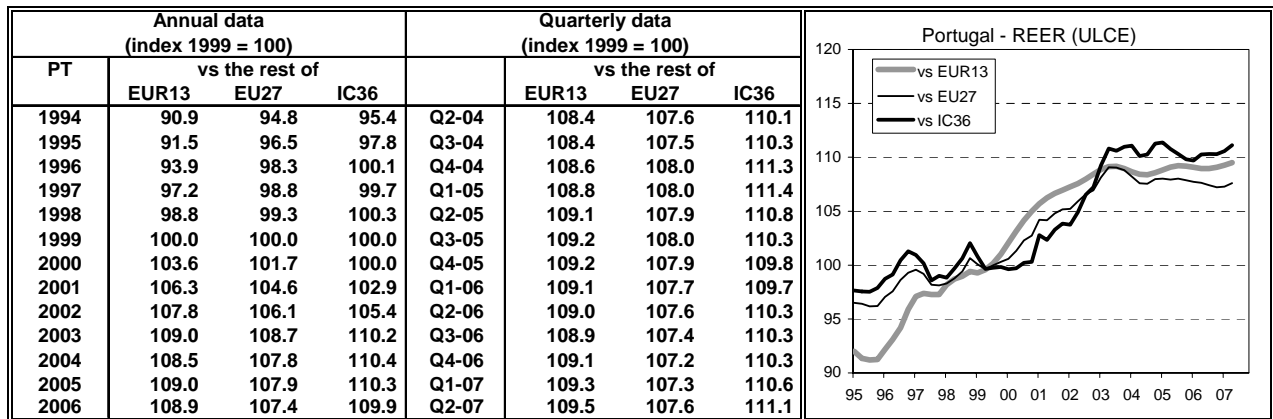 Annual data Quarterly data
(index 1999 = 100) (index 1999 = 100)
PT vs the rest of vs the rest of
EUR13 EU27 IC36 EUR13 EU27 IC36
1994 90.9 94.8 95.4 Q2-04 108.4 107.6 110.1
1995 91.5 96.5 97.8 Q3-04 108.4 107.5 110.3
1996 93.9 98.3 100.1 Q4-04 108.6 108.0 111.3
1997 97.2 98.8 99.7 Q1-05 108.8 108.0 111.4
1998 98.8 99.3 100.3 Q2-05 109.1 107.9 110.8
1999 100.0 100.0 100.0 Q3-05 109.2 108.0 110.3
2000 103.6 101.7 100.0 Q4-05 109.2 107.9 109.8
2001 106.3 104.6 102.9 Q1-06 109.1 107.7 109.7
2002 107.8 106.1 105.4 Q2-06 109.0 107.6 110.3
2003 109.0 108.7 110.2 Q3-06 108.9 107.4 110.3
2004 108.5 107.8 110.4 Q4-06 109.1 107.2 110.3
2005 109.0 107.9 110.3 Q1-07 109.3 107.3 110.6
2006 108.9 107.4 109.9 Q2-07 109.5 107.6 111.1
Portugal - REER (ULCE)
120
vs EUR13
vs EU27
vs IC36
115
110
105
100
95
90
95 96 97 98 99 00 01 02 03 04 05 06 07